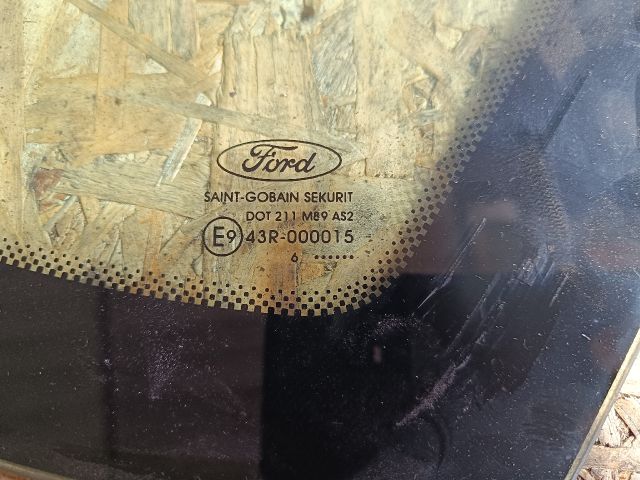 Ford
SAINT-GOBAIN SEKURIT
DOT 211 M89 AS2
E9 43R-000015
6 ......